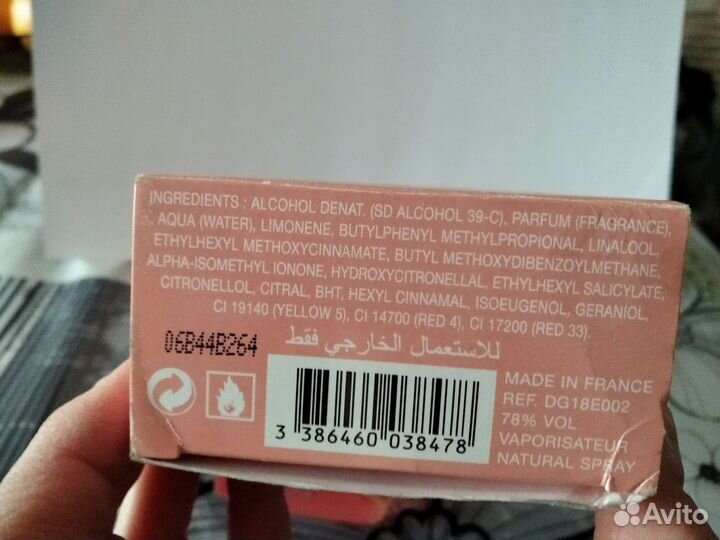 INGREDIENTS : ALCOHOL DENAT. (SD ALCOHOL 39-C), PARFUM (FRAGRANCE),
AQUA (WATER), LIMONENE, BUTYLPHENYL METHYLPROPIONAL, LINALOOL,
ETHYLHEXYL METHOXYCINNAMATE, BUTYL METHOXYDIBENZOYLMETHANE,
ALPHA-ISOMETHYL IONONE, HYDROXYCITRONELLAL, ETHYLHEXYL SALICYLATE,
CITRONELLOL, CITRAL, BHT, HEXYL CINNAMAL, ISOEUGENOL, GERANIOL,
CI 19140 (YELLOW 5), CI 14700 (RED 4), CI 17200 (RED 33).
للاستعمال الخارجي فقط
06B44B264
3 386460 038478
MADE IN FRANCE
REF. DG18E002
78% VOL
VAPORISATEUR
NATURAL SPRAY
Avito